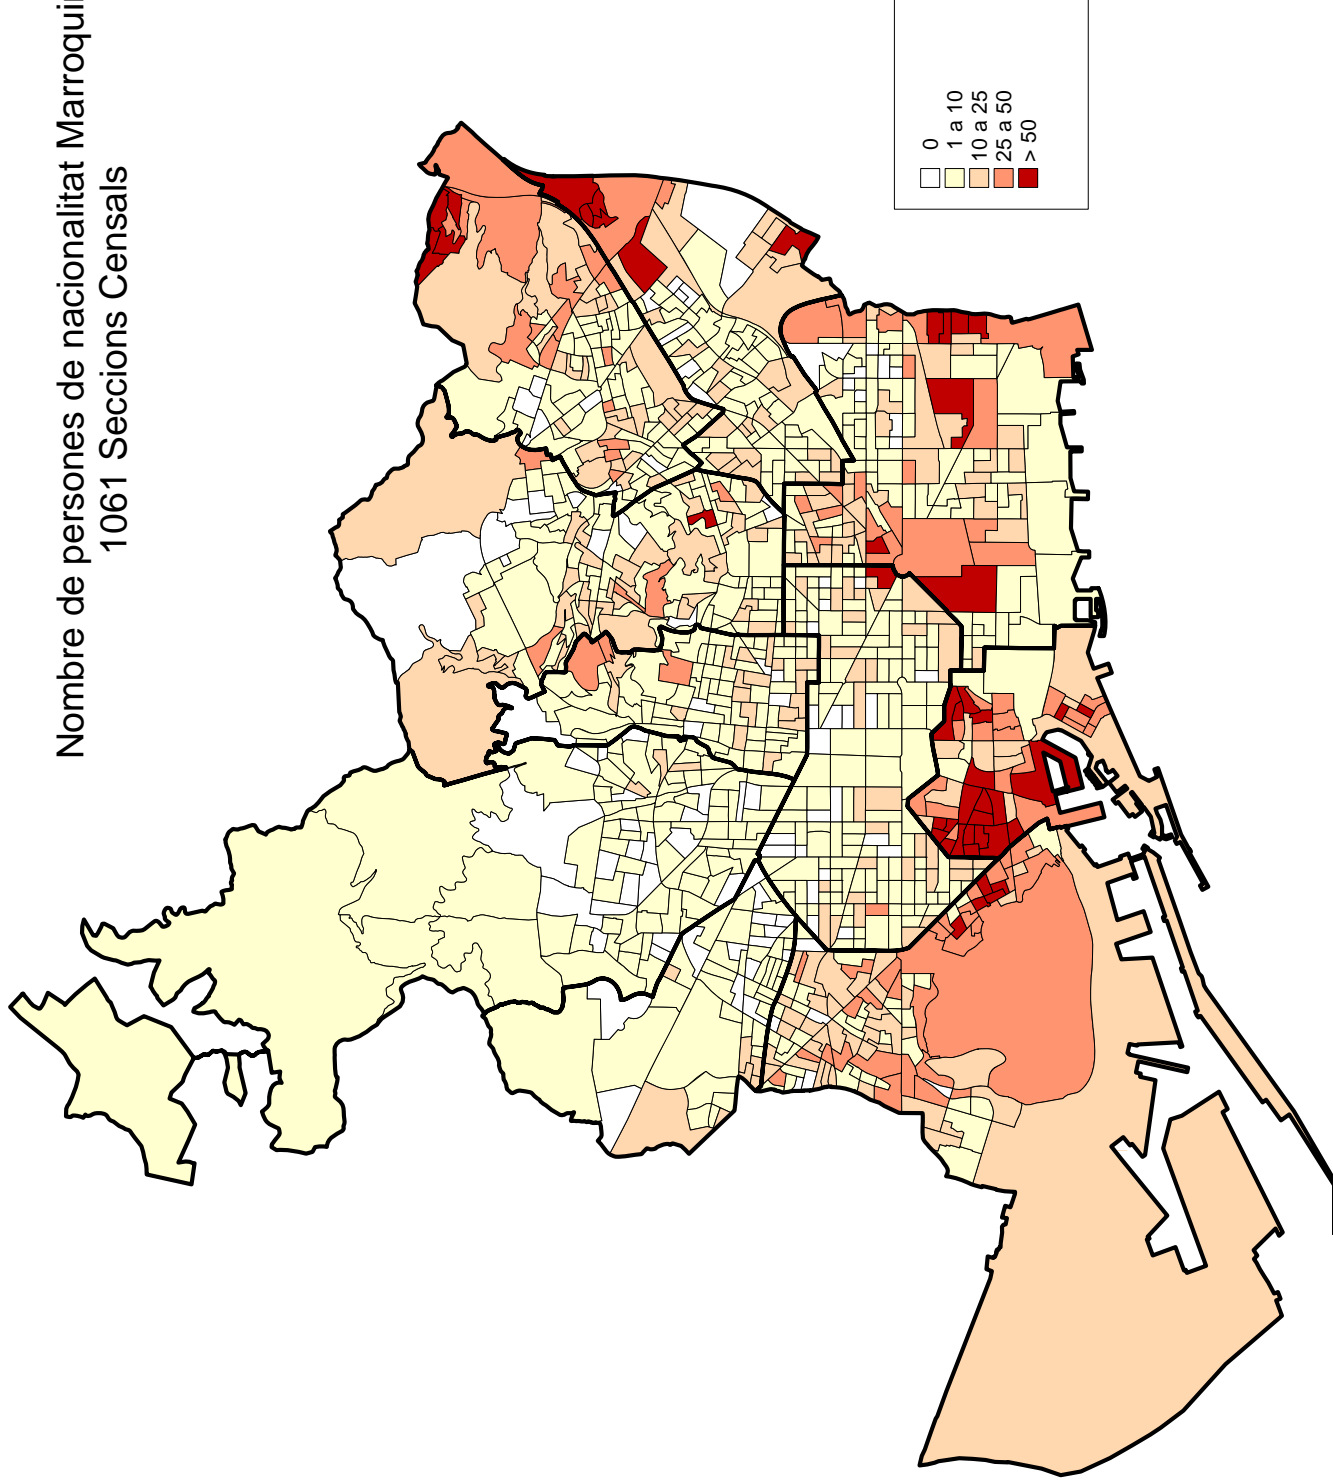 Nombre de persones de nacionalitat Marroqui
1061 Seccions Censals
0
1 a 10
10 a 25
25 a 50
> 50